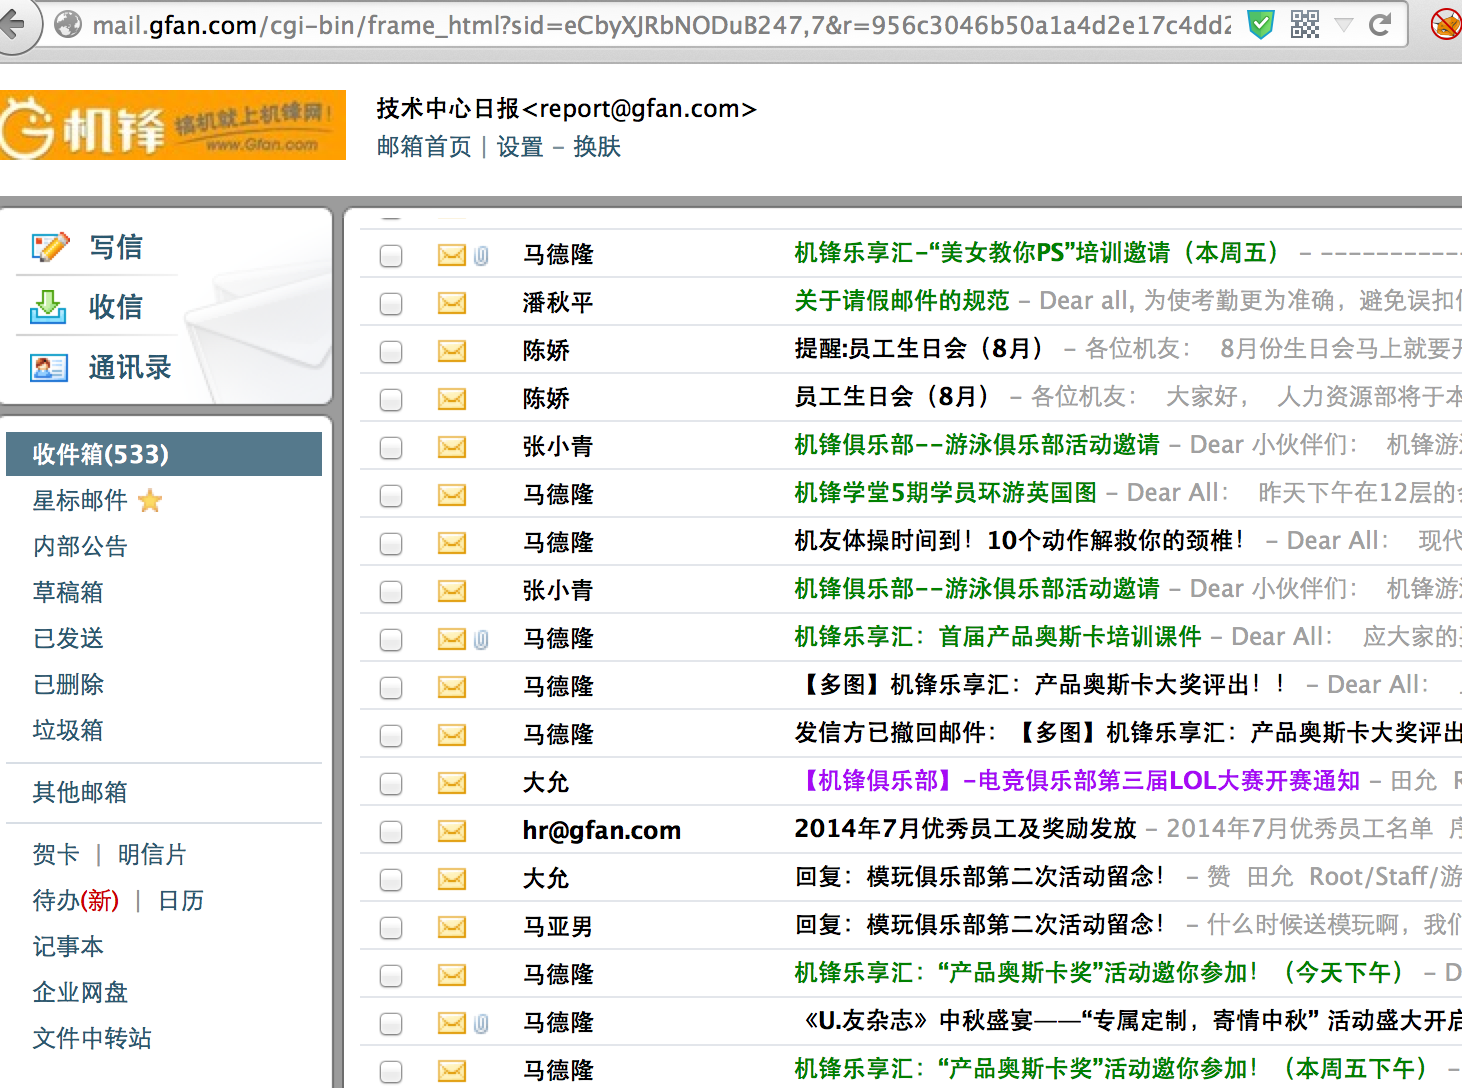 mail.gfan.com/cgi-bin/frame_html?sid=eCbyXJRbNODuB247,7&r=956c3046b50a1a4d2e17c4dd2
机锋 搞机就上机锋网!
www.Gfan.com
技术中心日报<report@gfan.com>
邮箱首页 | 设置 - 换肤
写信
收信
通讯录
收件箱(533)
星标邮件
内部公告
草稿箱
已发送
已删除
垃圾箱
其他邮箱
贺卡 | 明信片
待办(新) | 日历
记事本
企业网盘
文件中转站
马德隆 机锋乐享汇-“美女教你PS”培训邀请（本周五） - -----------
潘秋平 关于请假邮件的规范 - Dear all, 为使考勤更为准确，避免误扣
陈娇 提醒:员工生日会（8月） - 各位机友： 8月份生日会马上就要
陈娇 员工生日会（8月） - 各位机友： 大家好， 人力资源部将于本
张小青 机锋俱乐部--游泳俱乐部活动邀请 - Dear 小伙伴们： 机锋游
马德隆 机锋学堂5期学员环游英国图 - Dear All： 昨天下午在12层的
马德隆 机友体操时间到！10个动作解救你的颈椎！ - Dear All： 现代
张小青 机锋俱乐部--游泳俱乐部活动邀请 - Dear 小伙伴们： 机锋游
马德隆 机锋乐享汇：首届产品奥斯卡培训课件 - Dear All： 应大家的
马德隆 【多图】机锋乐享汇：产品奥斯卡大奖评出！！ - Dear All：
马德隆 发信方已撤回邮件：【多图】机锋乐享汇：产品奥斯卡大奖评出
大允 【机锋俱乐部】-电竞俱乐部第三届LOL大赛开赛通知 - 田允 R
hr@gfan.com 2014年7月优秀员工及奖励发放 - 2014年7月优秀员工名单 序
大允 回复：模玩俱乐部第二次活动留念！ - 赞 田允 Root/Staff/游
马亚男 回复：模玩俱乐部第二次活动留念！ - 什么时候送模玩啊，我们
马德隆 机锋乐享汇：“产品奥斯卡奖”活动邀你参加！（今天下午） - D
马德隆 《U.友杂志》中秋盛宴——“专属定制，寄情中秋” 活动盛大开启
马德隆 机锋乐享汇：“产品奥斯卡奖”活动邀你参加！（本周五下午） -